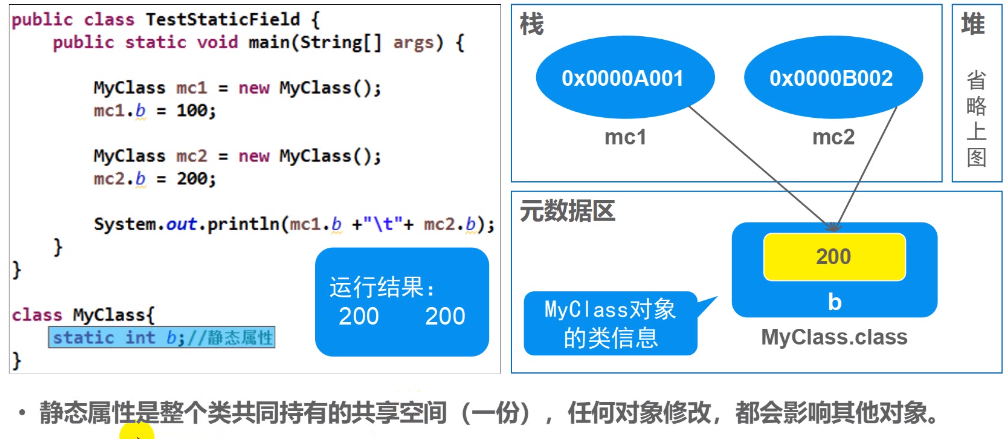 public class TestStaticField {
public static void main(String[] args) {
MyClass mc1 = new MyClass();
mc1.b = 100;
MyClass mc2 = new MyClass();
mc2.b = 200;
System.out.println(mc1.b +"\t"+ mc2.b);
}
}
class MyClass{
static int b;//静态属性
}
运行结果：
200 200
栈
0x0000A001
mc1
0x0000B002
mc2
堆
省
略
上
图
元数据区
200
b
MyClass.class
MyClass对象
的类信息
• 静态属性是整个类共同持有的共享空间（一份），任何对象修改，都会影响其他对象。